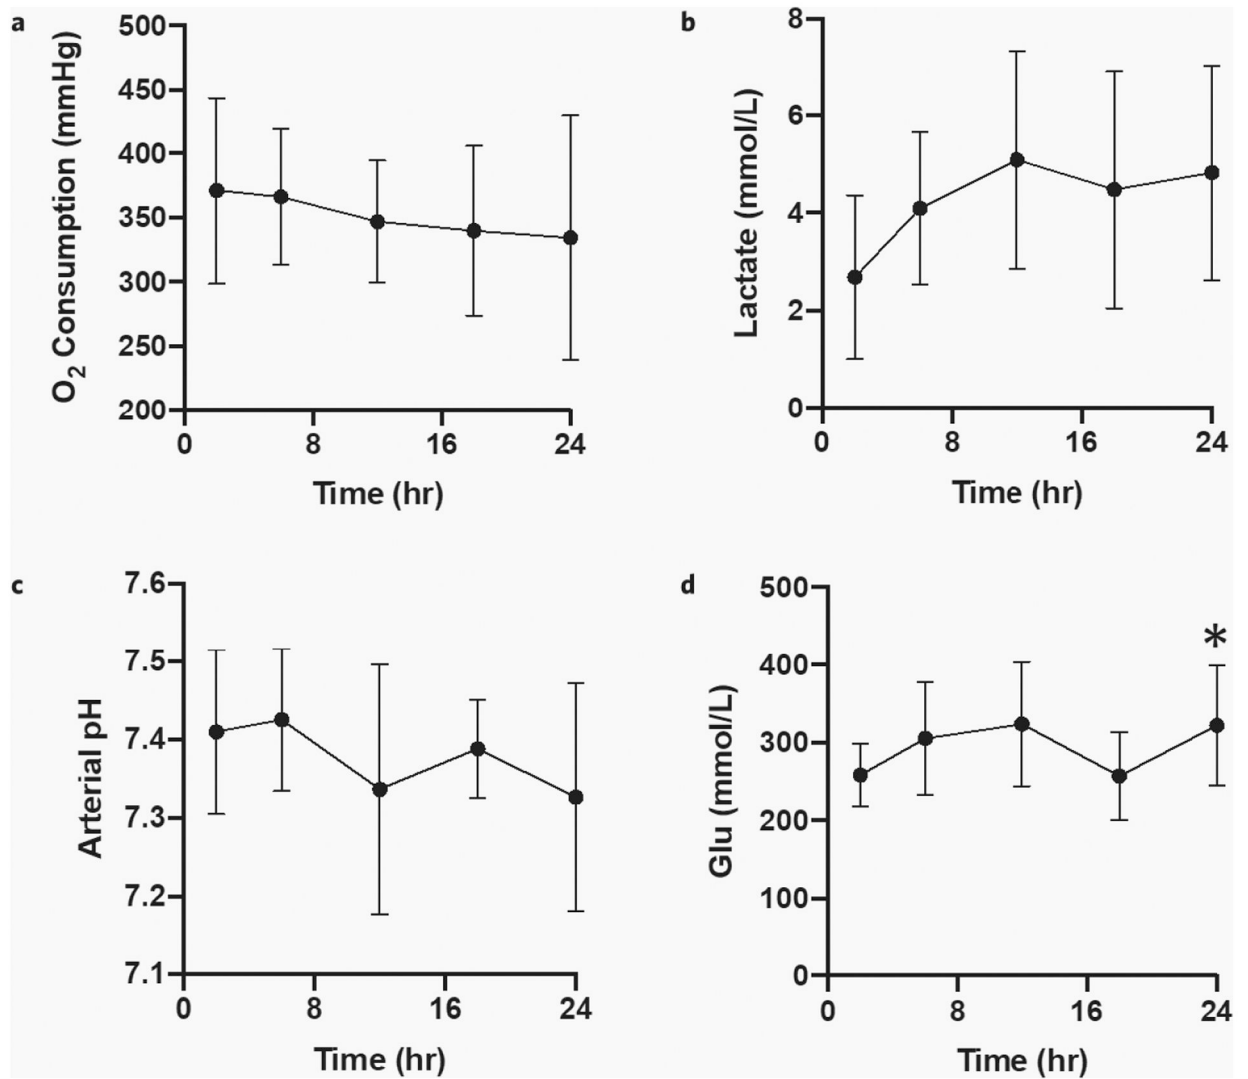 a
O2 Consumption (mmHg)
500
450
400
350
300
250
200
0 8 16 24
Time (hr)
b
Lactate (mmol/L)
8
6
4
2
0
0 8 16 24
Time (hr)
c
Arterial pH
7.6
7.5
7.4
7.3
7.2
7.1
0 8 16 24
Time (hr)
d
Glu (mmol/L)
500
400
300
200
100
0
*
0 8 16 24
Time (hr)